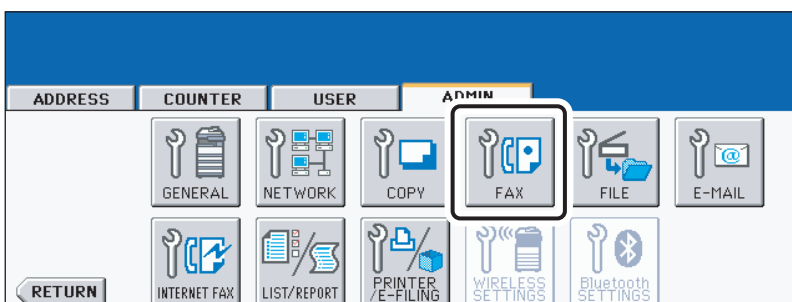 ADDRESS COUNTER USER ADMIN
GENERAL NETWORK COPY FAX FILE E-MAIL
INTERNET FAX LIST/REPORT PRINTER /E-FILING WIRELESS SETTINGS Bluetooth SETTINGS
RETURN